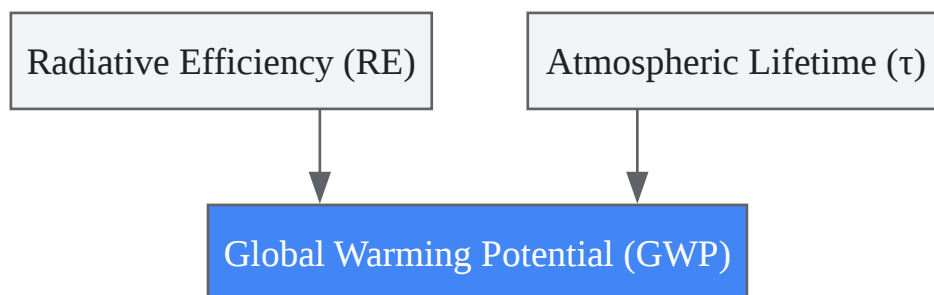 Radiative Efficiency (RE)
Atmospheric Lifetime (τ)
Global Warming Potential (GWP)